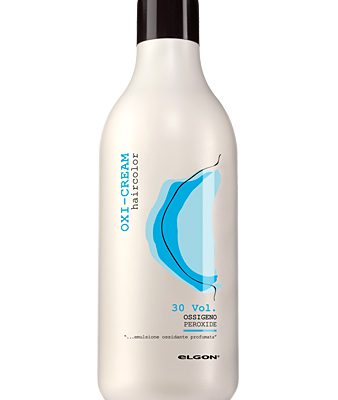 OXI-CREAM
haircolor
30 Vol.
OSSIGENO
PEROXIDE
"...emulsione ossidante profumata"
ELGON®